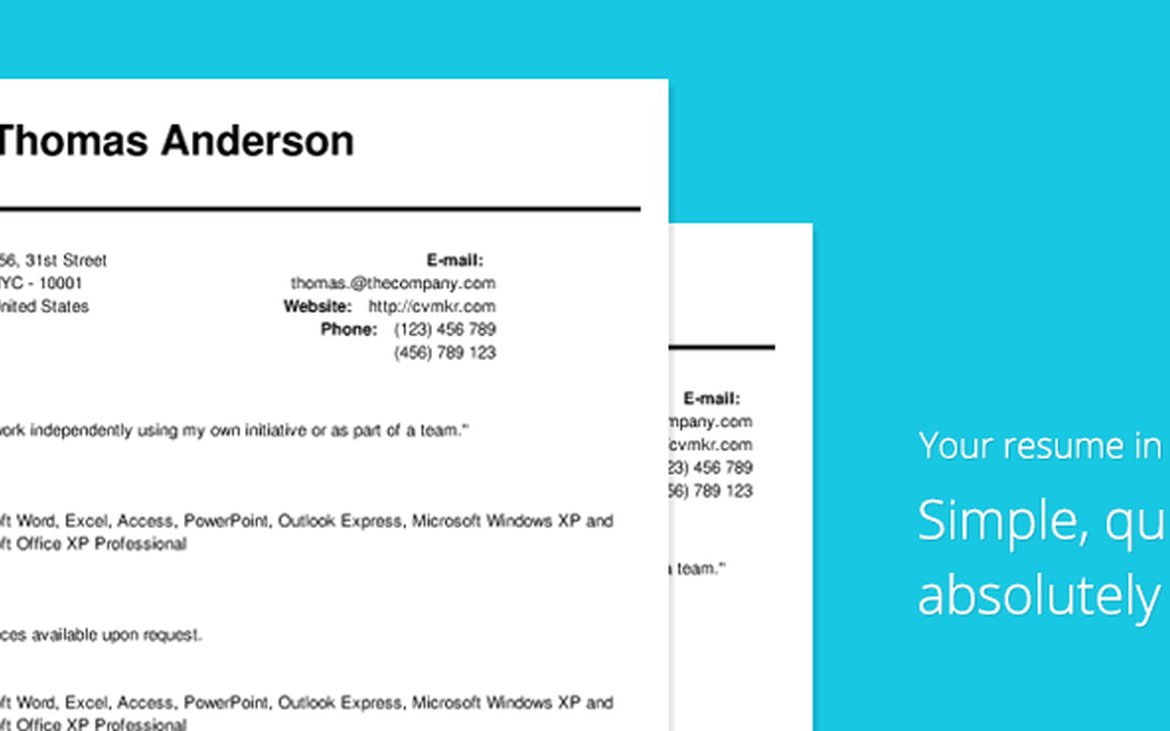 Thomas Anderson
56, 31st Street
E-mail:
NYC - 10001
thomas.@thecompany.com
United States
Website: http://cvmkr.com
Phone: (123) 456 789
(456) 789 123
work independently using my own initiative or as part of a team."
ft Word, Excel, Access, PowerPoint, Outlook Express, Microsoft Windows XP and
ft Office XP Professional
ces available upon request.
ft Word, Excel, Access, PowerPoint, Outlook Express, Microsoft Windows XP and
ft Office XP Professional
E-mail:
mpany.com
cvmkr.com
23) 456 789
56) 789 123
a team."
Your resume in
Simple, qu
absolutely